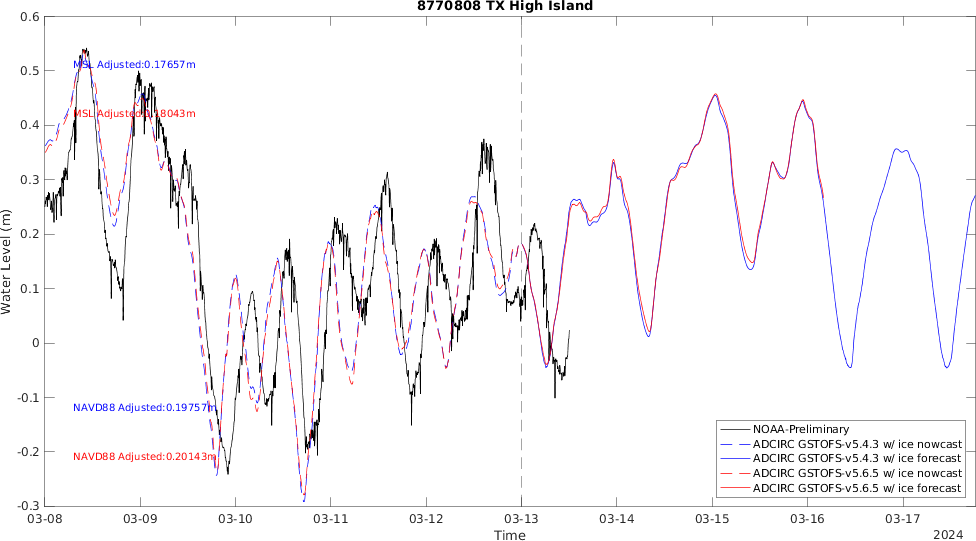 8770808 TX High Island
Water Level (m)
0.6
0.5
0.4
0.3
0.2
0.1
0
-0.1
-0.2
-0.3
MSL Adjusted:0.17657m
MSL Adjusted:0.18043m
NAVD88 Adjusted:0.19757m
NAVD88 Adjusted:0.20143m
NOAA-Preliminary
ADCIRC GSTOFS-v5.4.3 w/ ice nowcast
ADCIRC GSTOFS-v5.4.3 w/ ice forecast
ADCIRC GSTOFS-v5.6.5 w/ ice nowcast
ADCIRC GSTOFS-v5.6.5 w/ ice forecast
03-08 03-09 03-10 03-11 03-12 03-13 03-14 03-15 03-16 03-17
Time
2024